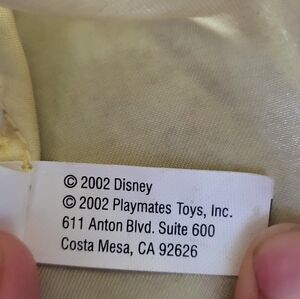 © 2002 Disney
© 2002 Playmates Toys, Inc.
611 Anton Blvd. Suite 600
Costa Mesa, CA 92626